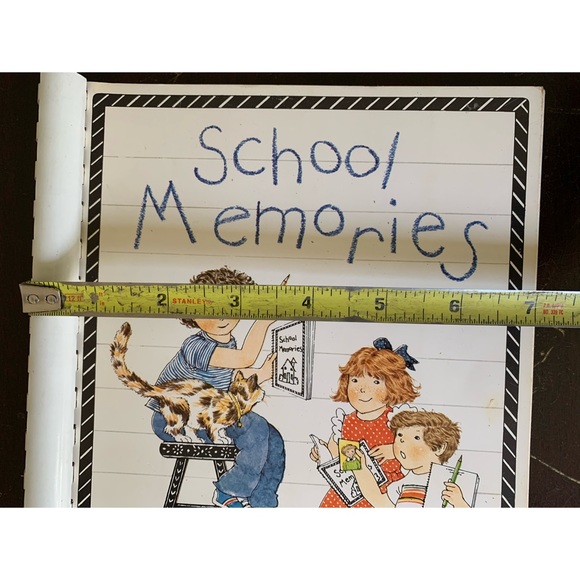 School
Memories
1 2 STANLEY 3 4 5 6 7
School
Memories